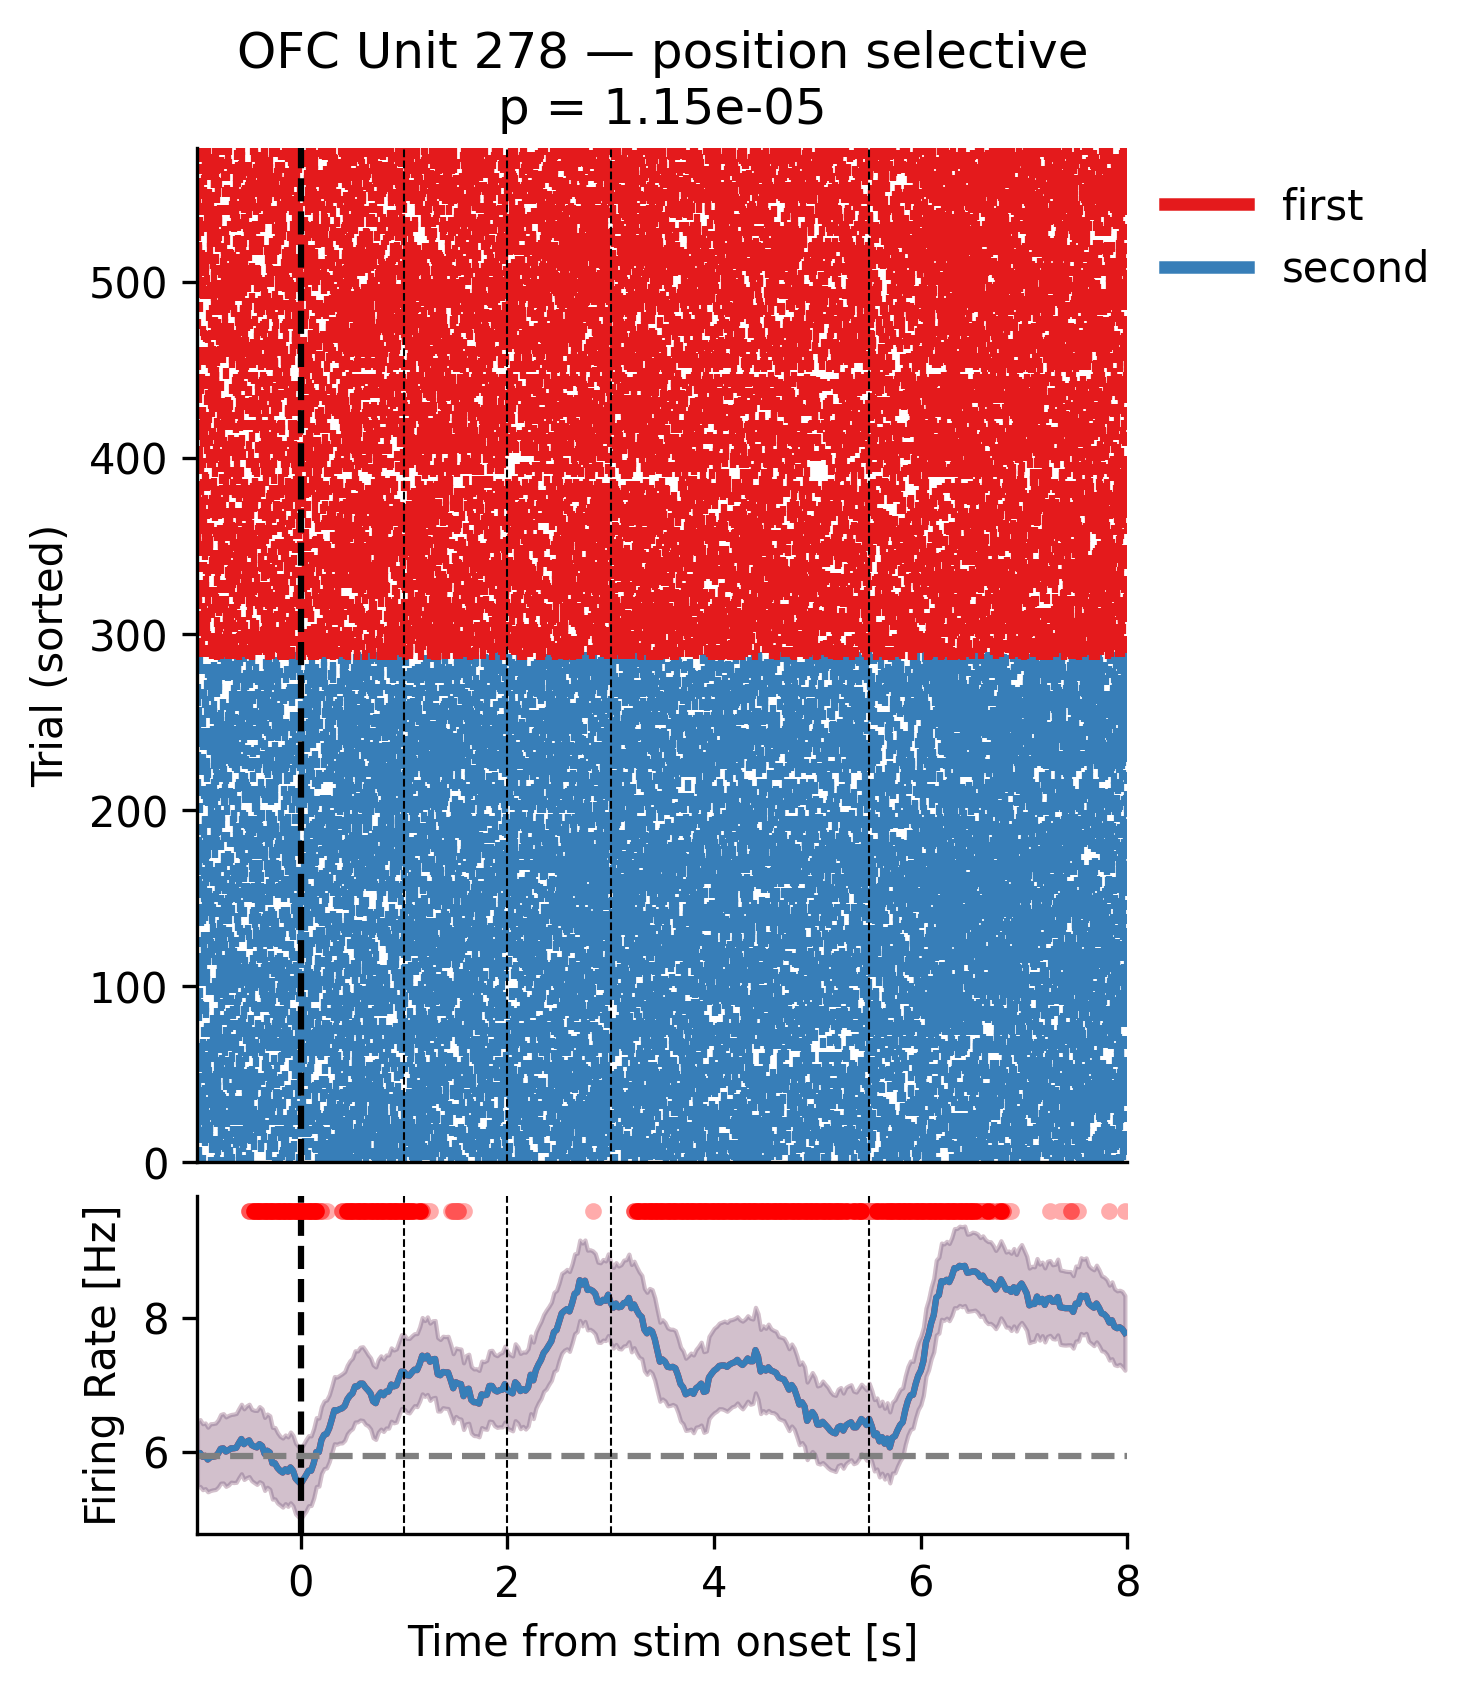 OFC Unit 278 — position selective
p = 1.15e-05
first
second
500
400
300
200
100
0
Trial (sorted)
8
6
Firing Rate [Hz]
0 2 4 6 8
Time from stim onset [s]